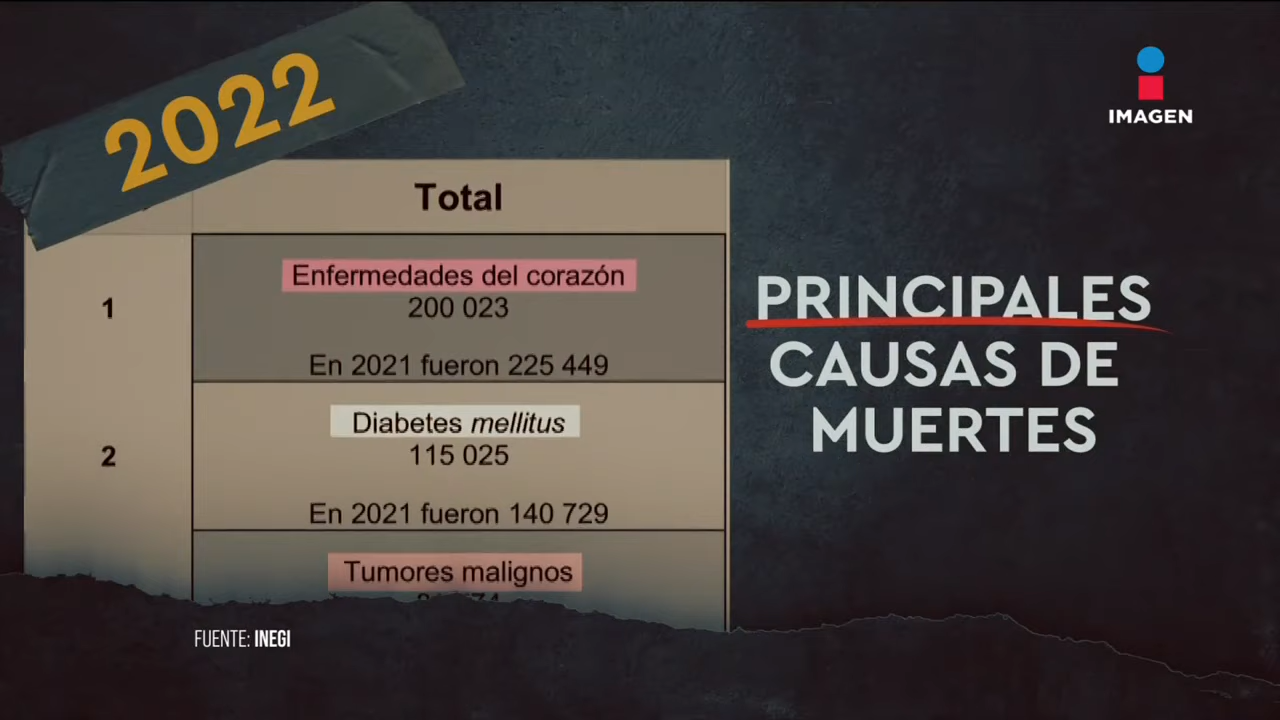 2022
IMAGEN
Total
1
Enfermedades del corazón
200 023
En 2021 fueron 225 449
2
Diabetes mellitus
115 025
En 2021 fueron 140 729
Tumores malignos
PRINCIPALES
CAUSAS DE
MUERTES
FUENTE: INEGI